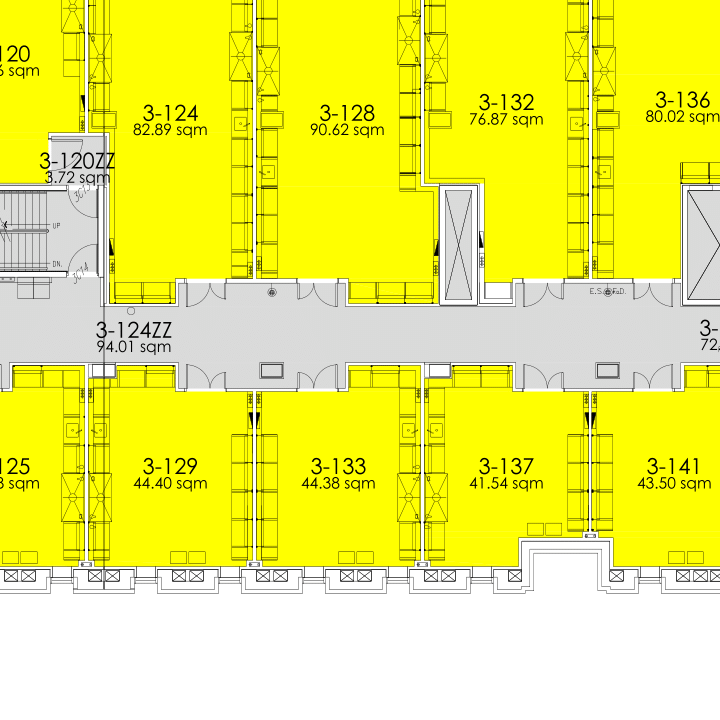 120
3-124
82.89 sqm
3-128
90.62 sqm
3-132
76.87 sqm
3-136
80.02 sqm
3-120ZZ
3.72 sqm
UP
DN.
3C74
E.S.
3-124ZZ
94.01 sqm
3-
72.
125
sqm
3-129
44.40 sqm
3-133
44.38 sqm
3-137
41.54 sqm
3-141
43.50 sqm